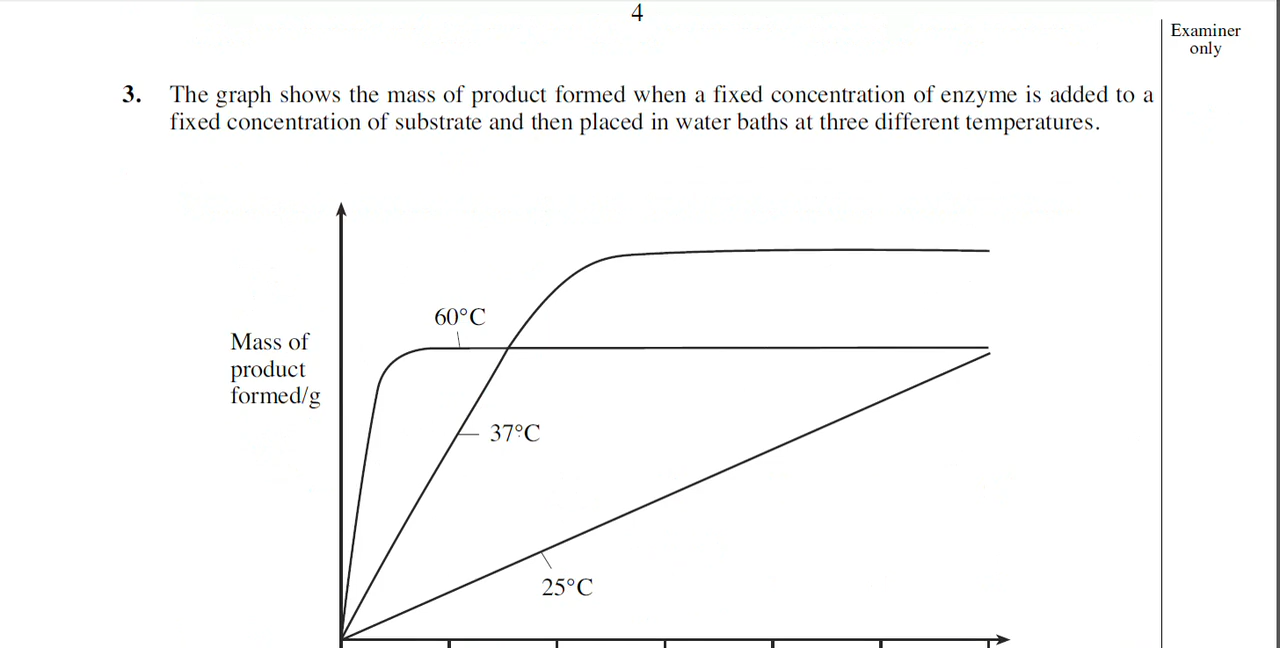 4
Examiner
only
3. The graph shows the mass of product formed when a fixed concentration of enzyme is added to a
fixed concentration of substrate and then placed in water baths at three different temperatures.
60°C
Mass of
product
formed/g
37°C
25°C